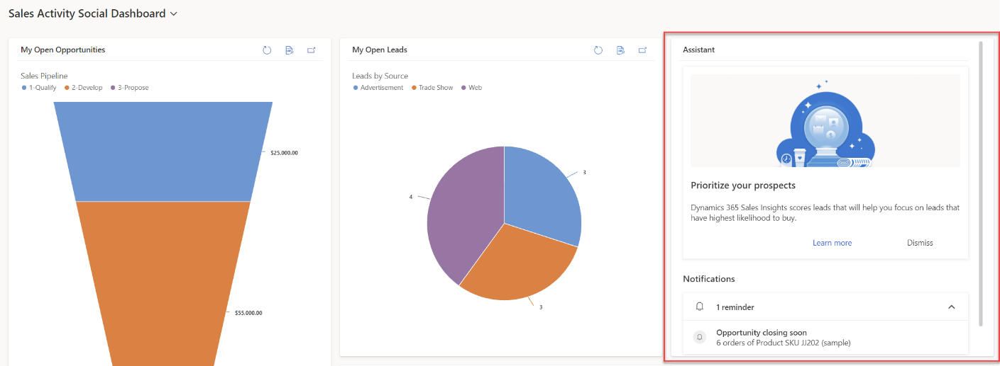 Sales Activity Social Dashboard
My Open Opportunities
Sales Pipeline
1-Qualify 2-Develop 3-Propose
$25,000.00
$55,000.00
My Open Leads
Leads by Source
Advertisement Trade Show Web
3
4
3
Assistant
Prioritize your prospects
Dynamics 365 Sales Insights scores leads that will help you focus on leads that
have highest likelihood to buy.
Learn more Dismiss
Notifications
1 reminder
Opportunity closing soon
6 orders of Product SKU JJ202 (sample)